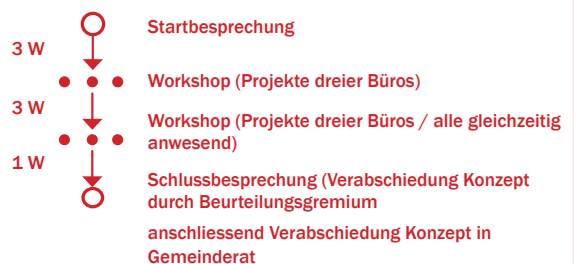 Startbesprechung
3 W
Workshop (Projekte dreier Büros)
3 W
Workshop (Projekte dreier Büros / alle gleichzeitig
anwesend)
1 W
Schlussbesprechung (Verabschiedung Konzept
durch Beurteilungsgremium
anschliessend Verabschiedung Konzept in
Gemeinderat